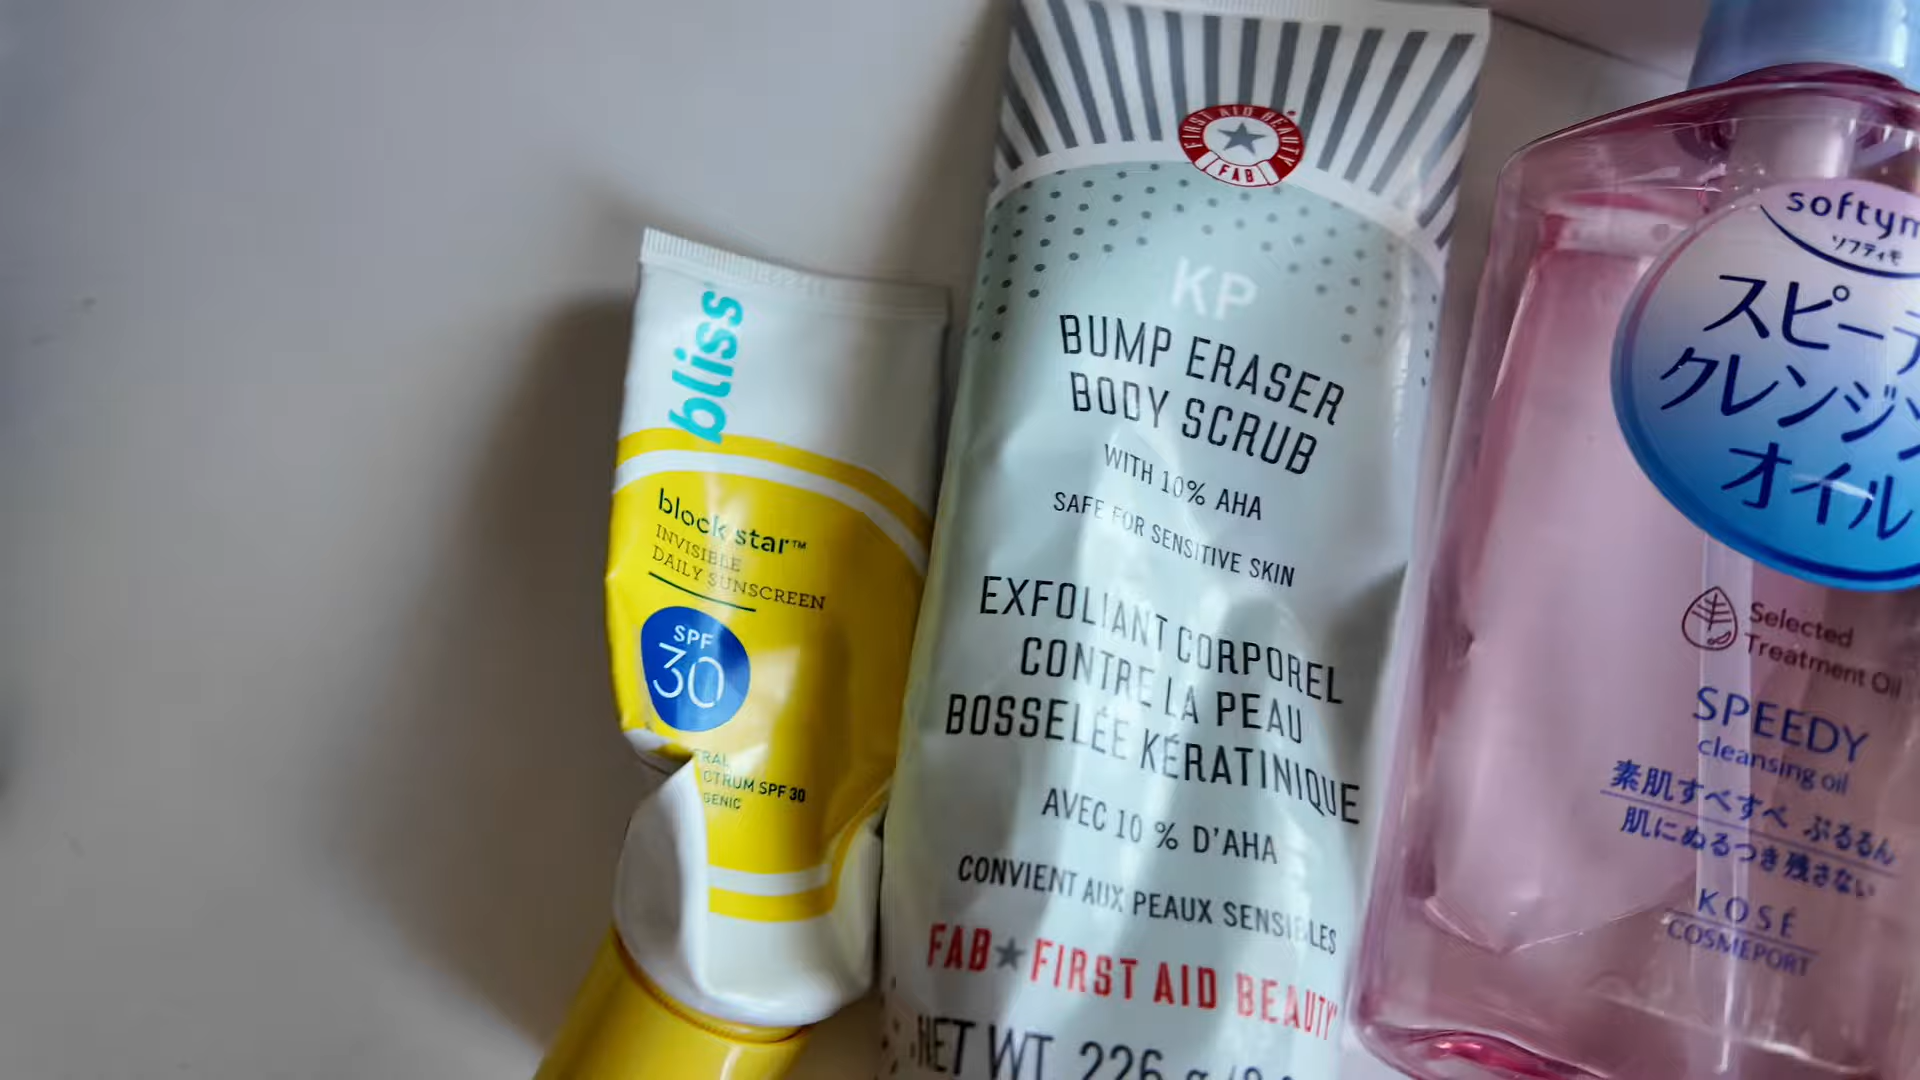 bliss
block star™
INVISIBLE
DAILY SUNSCREEN
SPF
30
SPF 30
FIRST AID BEAUTY
FAB
KP
BUMP ERASER
BODY SCRUB
WITH 10% AHA
SAFE FOR SENSITIVE SKIN
EXFOLIANT CORPOREL
CONTRE LA PEAU
BOSSELÉE KÉRATINIQUE
AVEC 10 % D'AHA
CONVIENT AUX PEAUX SENSIBLES
FAB★FIRST AID BEAUTY
NET WT. 226 g
softym
ソフティモ
スピー
クレンジン
オイル
Selected
Treatment Oil
SPEEDY
cleansing oil
素肌すべすべ ぷるるん
肌にぬるつき残さない
KOSÉ
COSMEPORT